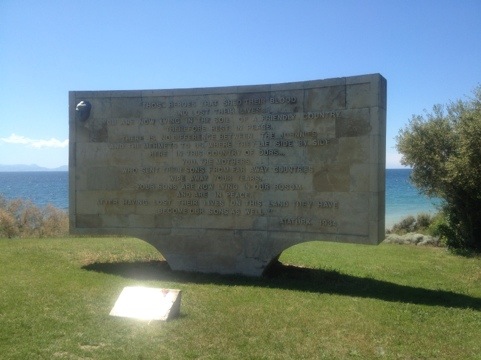 THOSE HEROES THAT SHED THEIR BLOOD
AND LOST THEIR LIVES...
YOU ARE NOW LYING IN THE SOIL OF A FRIENDLY COUNTRY.
THEREFORE REST IN PEACE.
THERE IS NO DIFFERENCE BETWEEN THE JOHNNIES
AND THE MEHMETS TO US WHERE THEY LIE SIDE BY SIDE
HERE IN THIS COUNTRY OF OURS...
YOU, THE MOTHERS,
WHO SENT THEIR SONS FROM FAR AWAY COUNTRIES
WIPE AWAY YOUR TEARS;
YOUR SONS ARE NOW LYING IN OUR BOSOM
AND ARE IN PEACE.
AFTER HAVING LOST THEIR LIVES ON THIS LAND THEY HAVE
BECOME OUR SONS AS WELL.
ATATÜRK